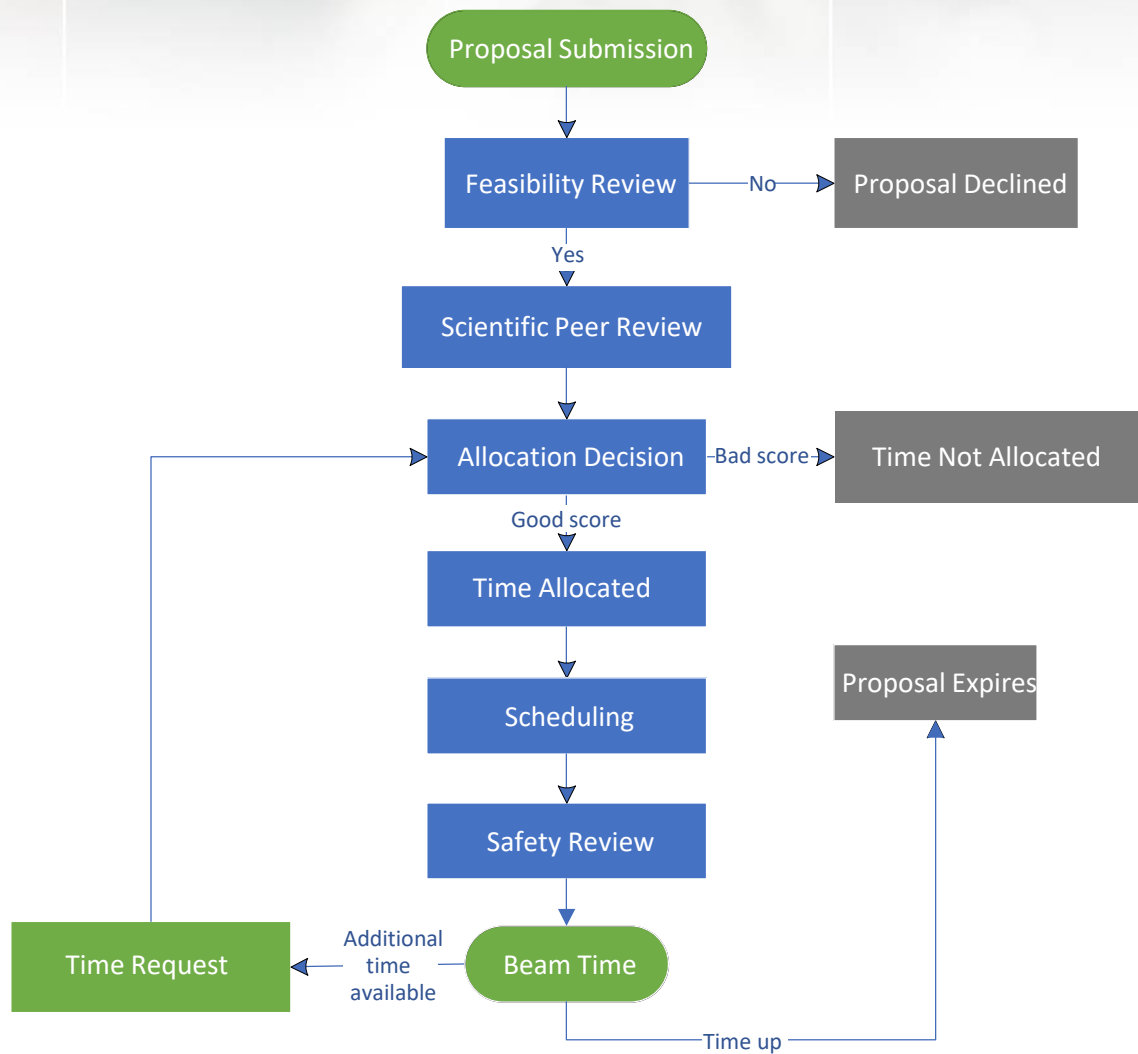 Proposal Submission
Feasibility Review
No
Proposal Declined
Yes
Scientific Peer Review
Allocation Decision
Bad score
Time Not Allocated
Good score
Time Allocated
Proposal Expires
Scheduling
Safety Review
Time Request
Additional
time
available
Beam Time
Time up